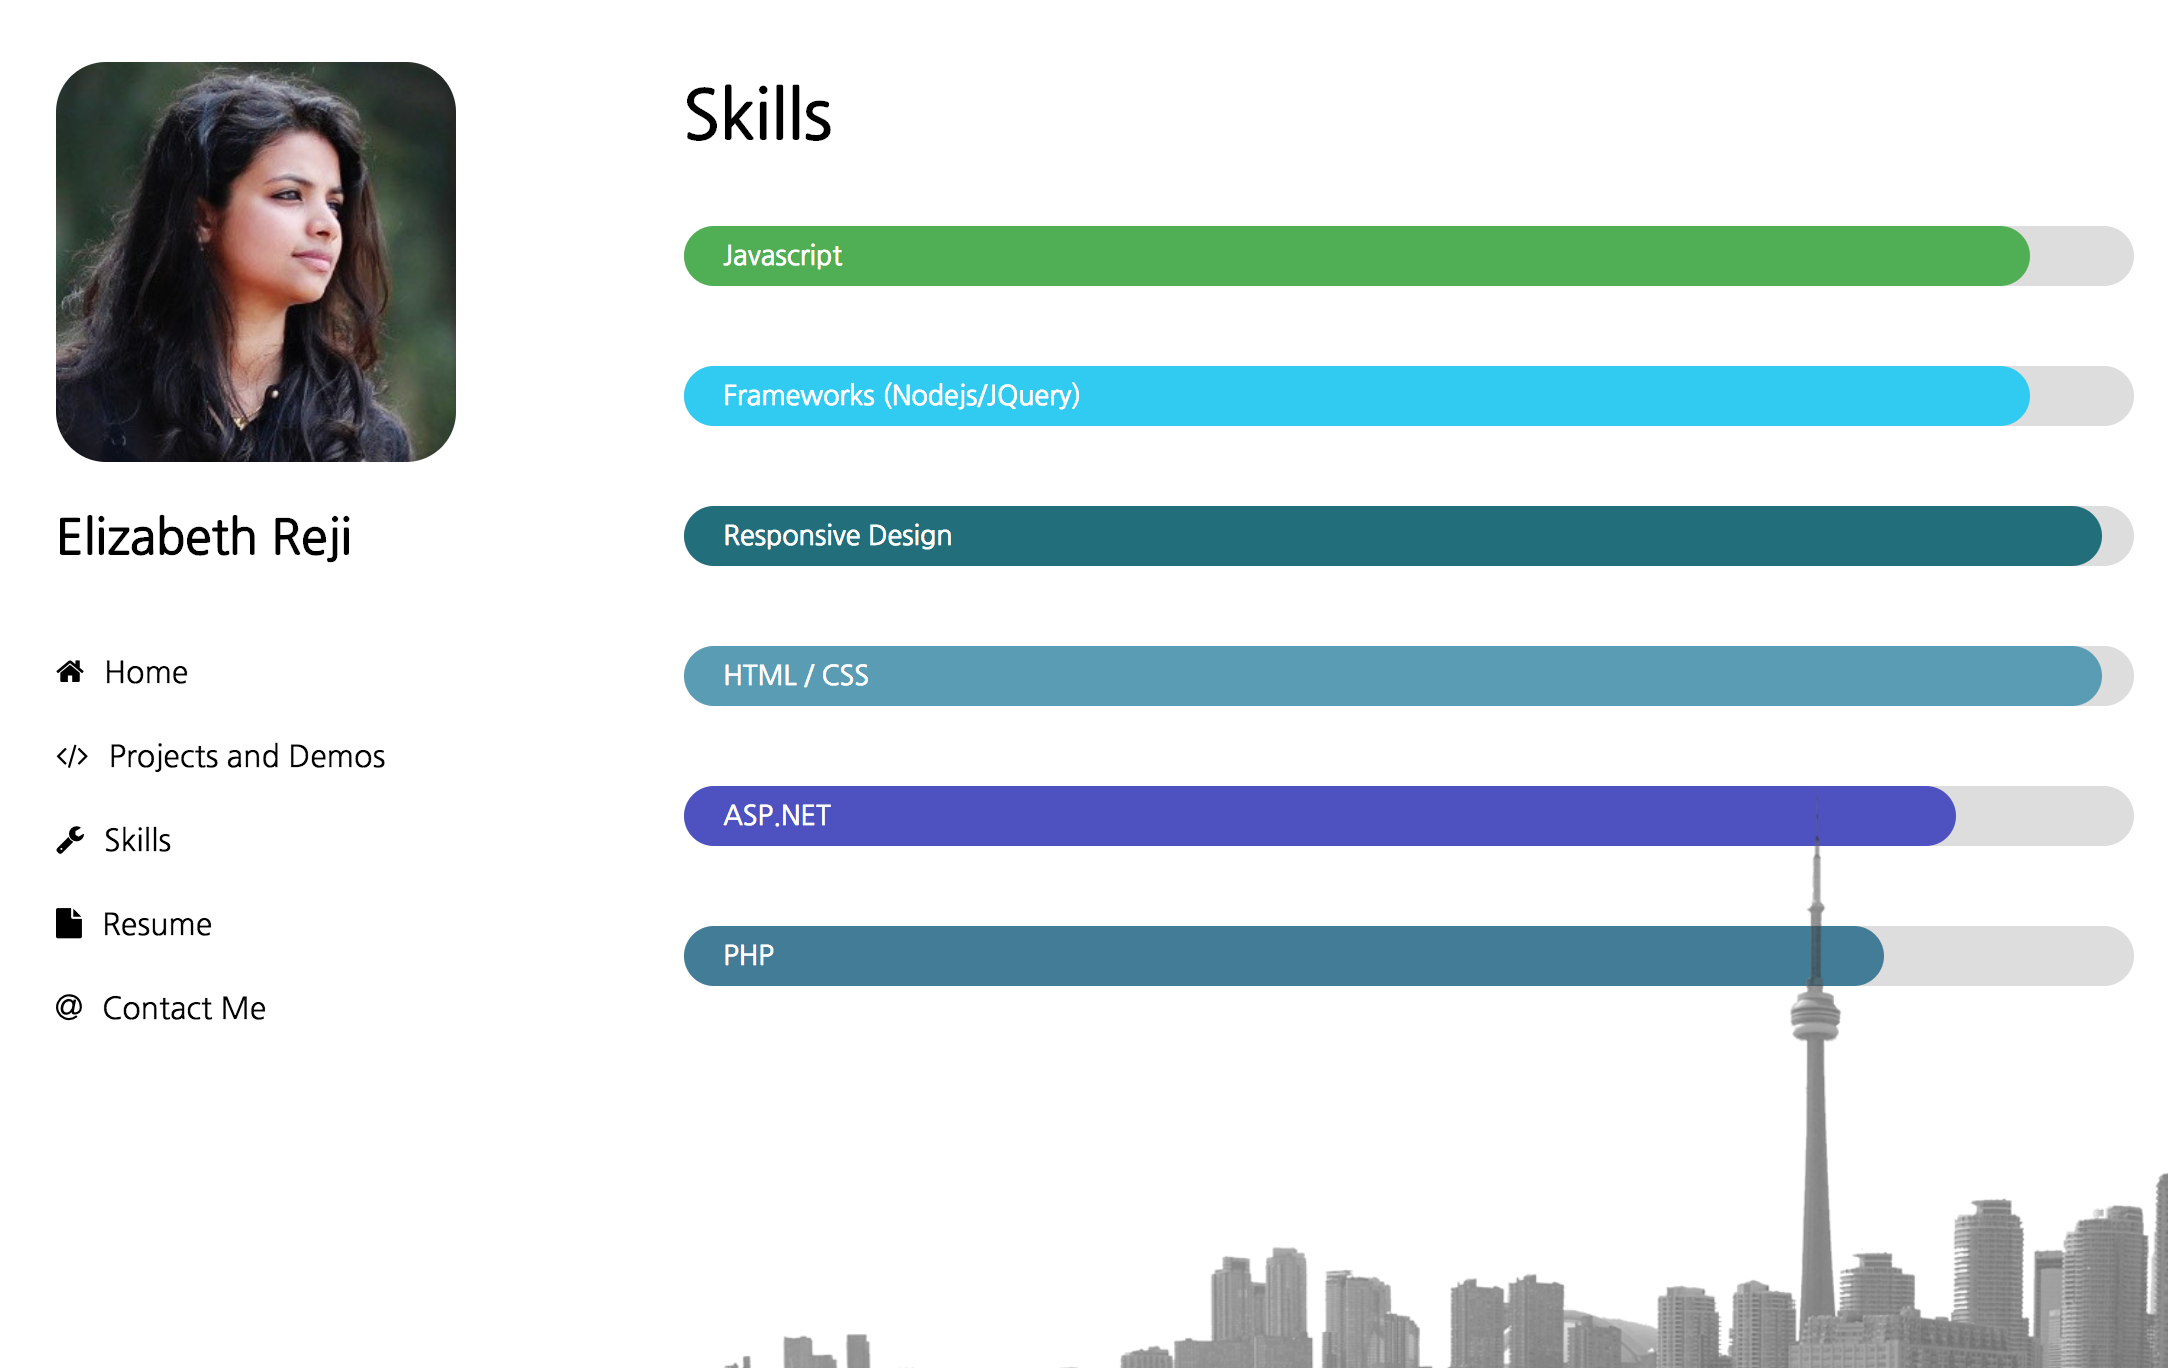 Elizabeth Reji
Home
Projects and Demos
Skills
Resume
Contact Me
Skills
Javascript
Frameworks (Nodejs/JQuery)
Responsive Design
HTML / CSS
ASP.NET
PHP